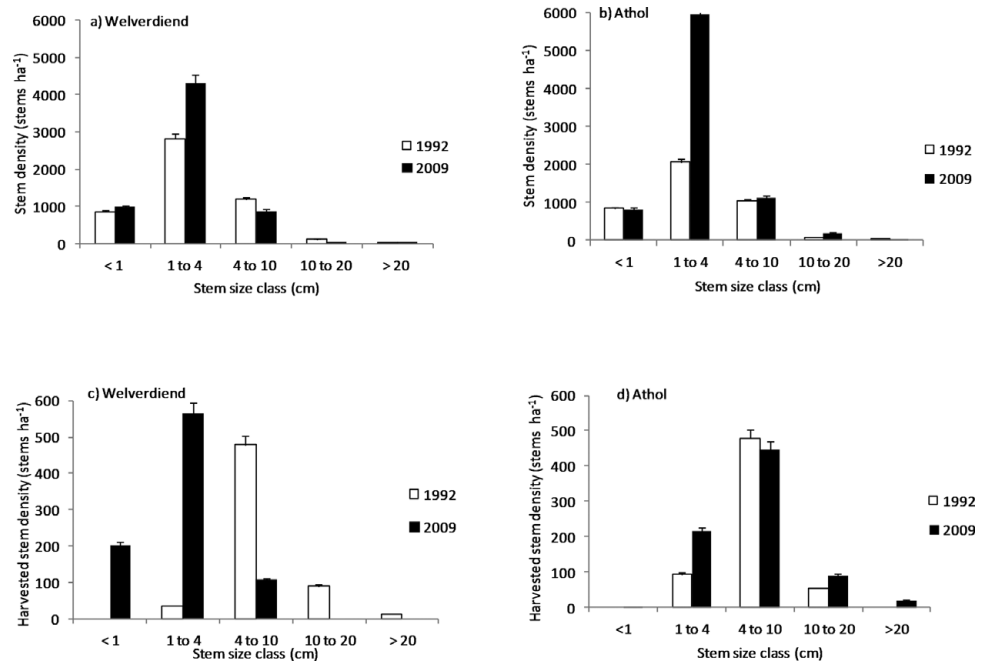 a) Welverdiend
6000
5000
4000
3000
2000
1000
0
Stem density (stems ha⁻¹)
< 1 1 to 4 4 to 10 10 to 20 >20
Stem size class (cm)
1992
2009
b) Athol
6000
5000
4000
3000
2000
1000
0
Stem density (stems ha⁻¹)
< 1 1 to 4 4 to 10 10 to 20 >20
Stem size class (cm)
1992
2009
c) Welverdiend
600
500
400
300
200
100
0
Harvested stem density (stems ha⁻¹)
< 1 1 to 4 4 to 10 10 to 20 > 20
Stem size class (cm)
1992
2009
d) Athol
600
500
400
300
200
100
0
Harvested stem density (stems ha⁻¹)
<1 1 to 4 4 to 10 10 to 20 >20
Stem size class (cm)
1992
2009